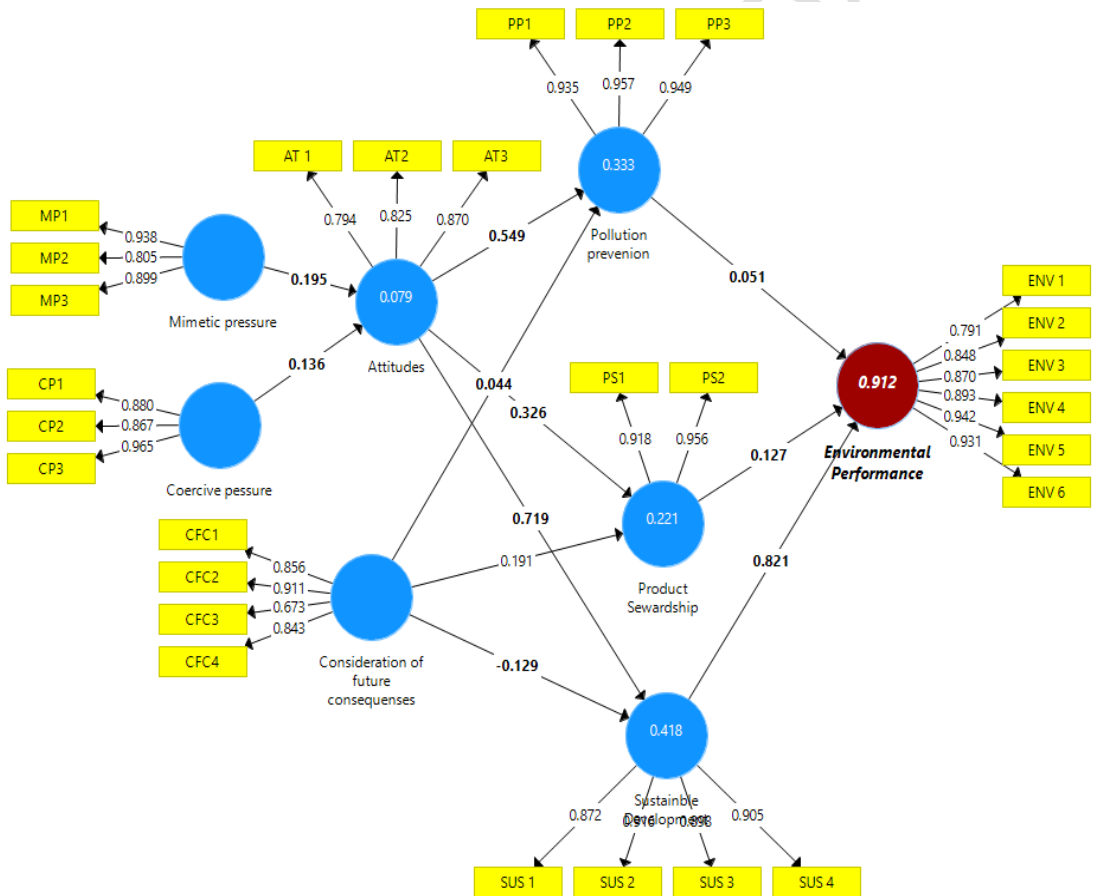 PP1 PP2 PP3
0.935 0.957 0.949
0.333
Pollution
prevenion
AT 1 AT2 AT3
0.794 0.825 0.870
0.079
Attitudes
MP1
MP2
MP3
0.938
0.805
0.899
Mimetic pressure
0.195
0.549
0.136
CP1
CP2
CP3
0.880
0.867
0.965
Coercive pessure
0.044
0.326
0.719
PS1 PS2
0.918 0.956
0.221
Product
Sewardship
0.051
0.127
0.821
0.912
Environmental
Performance
0.791
0.848
0.870
0.893
0.942
0.931
ENV 1
ENV 2
ENV 3
ENV 4
ENV 5
ENV 6
CFC1
CFC2
CFC3
CFC4
0.856
0.911
0.673
0.843
Consideration of
future
consequenses
0.191
-0.129
0.418
Sustainble
Development
0.872 0.916 0.898 0.905
SUS 1 SUS 2 SUS 3 SUS 4